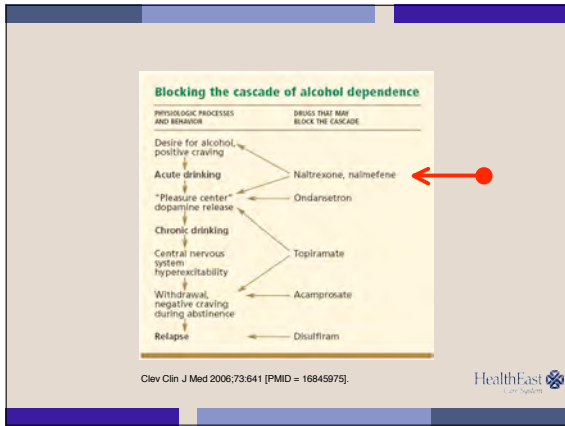 Blocking the cascade of alcohol dependence
PHYSIOLOGIC PROCESSES
AND BEHAVIOR
DRUGS THAT MAY
BLOCK THE CASCADE
Desire for alcohol,
positive craving
Acute drinking
Naltrexone, nalmefene
"Pleasure center"
dopamine release
Ondansetron
Chronic drinking
Central nervous
system
hyperexcitability
Topiramate
Withdrawal,
negative craving
during abstinence
Acamprosate
Relapse
Disulfiram
Clev Clin J Med 2006;73:641 [PMID = 16845975].
HealthEast
Care System